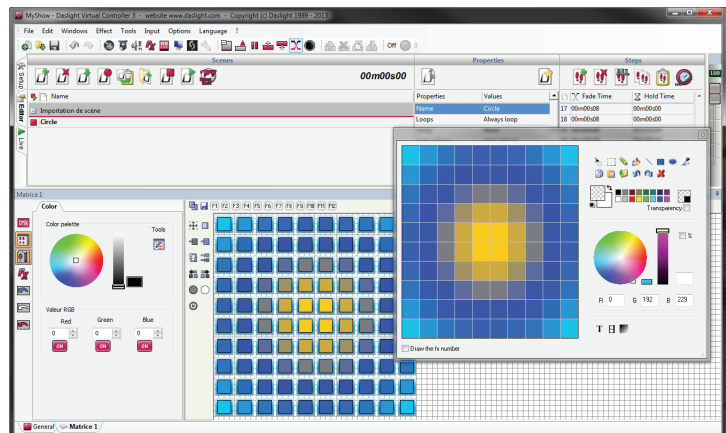 MyShow - Daslight Virtual Controller 3 - website www.daslight.com - Copyright (c) Daslight 1989 - 2013
File Edit Windows Effect Tools Input Options Language ?
Off 0
Scenes Properties Steps
00m00s00
100
Setup
Editor
Live
Name
Importation de scène
Circle
Properties Values
Name Circle
Loops Always loop
Fade Time Hold Time
17 00m00s08 00m00s00
18 00m00s08 00m00s00
Matrice 1
Color
Color palette
Tools
Valeur RGB
Red Green Blue
0 0 0
ON ON ON
DMX
F1 F2 F3 F4 F5 F6 F7 F8 F9 F10 F11 F12
Transparency
%
R 0 G 192 B 229
T
Draw the fx number
General Matrice 1